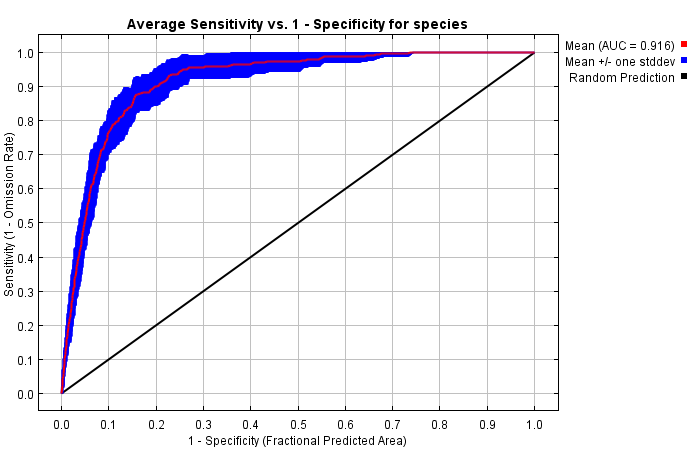 Average Sensitivity vs. 1 - Specificity for species
Mean (AUC = 0.916)
Mean +/- one stddev
Random Prediction
Sensitivity (1 - Omission Rate)
1.0
0.9
0.8
0.7
0.6
0.5
0.4
0.3
0.2
0.1
0.0
0.0 0.1 0.2 0.3 0.4 0.5 0.6 0.7 0.8 0.9 1.0
1 - Specificity (Fractional Predicted Area)